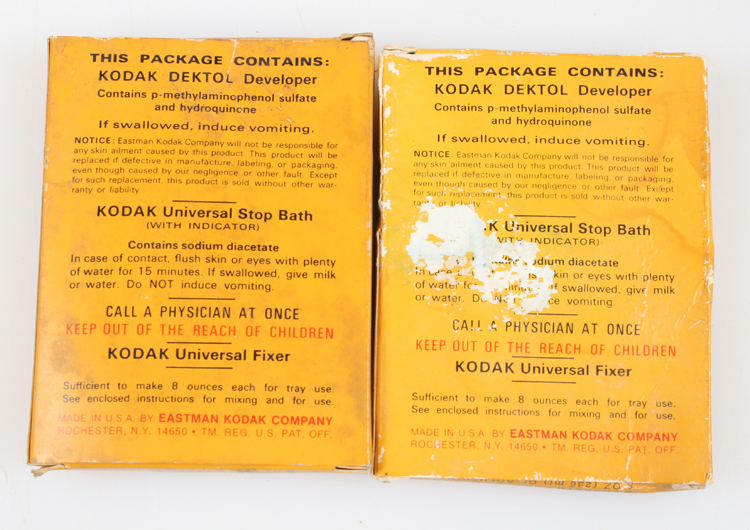 THIS PACKAGE CONTAINS:
KODAK DEKTOL Developer
Contains p-methylaminophenol sulfate
and hydroquinone
If swallowed, induce vomiting.
NOTICE: Eastman Kodak Company will not be responsible for
any skin ailment caused by this product. This product will be
replaced if defective in manufacture, labeling, or packaging,
even though caused by our negligence or other fault. Except
for such replacement, this product is sold without other war-
ranty or liability.
KODAK Universal Stop Bath
(WITH INDICATOR)
Contains sodium diacetate
In case of contact, flush skin or eyes with plenty
of water for 15 minutes. If swallowed, give milk
or water. Do NOT induce vomiting.
CALL A PHYSICIAN AT ONCE
KEEP OUT OF THE REACH OF CHILDREN
KODAK Universal Fixer
Sufficient to make 8 ounces each for tray use.
See enclosed instructions for mixing and for use.
MADE IN U.S.A. BY EASTMAN KODAK COMPANY
ROCHESTER, N.Y. 14650 • TM. REG. U.S. PAT. OFF.
THIS PACKAGE CONTAINS:
KODAK DEKTOL Developer
Contains p-methylaminophenol sulfate
and hydroquinone
If swallowed, induce vomiting.
NOTICE: Eastman Kodak Company will not be responsible for
any skin ailment caused by this product. This product will be
replaced if defective in manufacture, labeling, or packaging,
even though caused by our negligence or other fault. Except
for such replacement, this product is sold without other war-
ranty or liability.
K Universal Stop Bath
INDICATOR)
sodium diacetate
In case skin or eyes with plenty
of water If swallowed, give milk
or water. Do induce vomiting.
CALL A PHYSICIAN AT ONCE
KEEP OUT OF THE REACH OF CHILDREN
KODAK Universal Fixer
Sufficient to make 8 ounces each for tray use.
See enclosed instructions for mixing and for use.
MADE IN U.S.A. BY EASTMAN KODAK COMPANY
ROCHESTER, N.Y. 14650 • TM. REG. U.S. PAT. OFF.